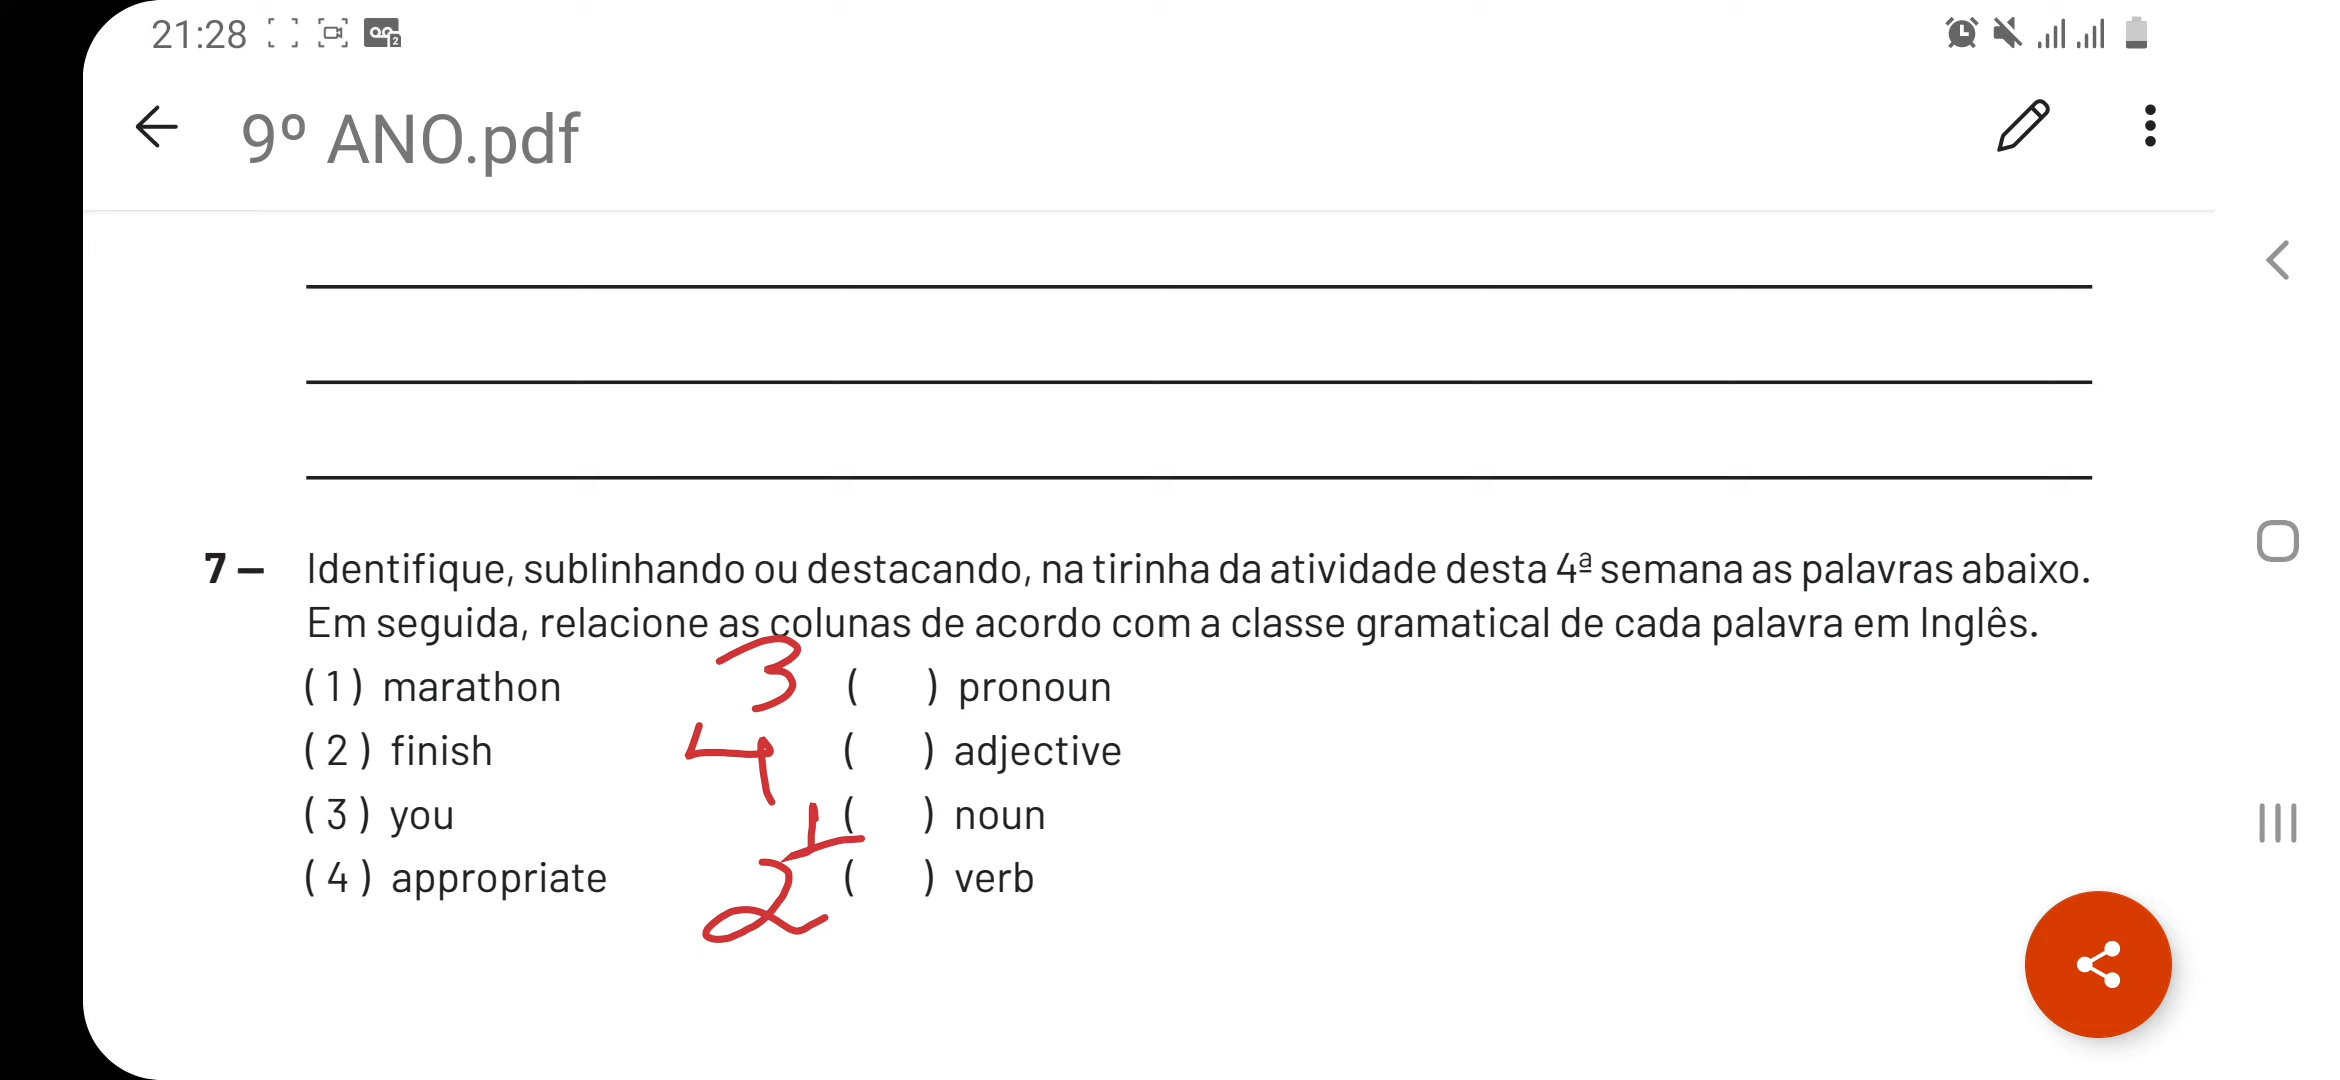 21:28
9º ANO.pdf
7 – Identifique, sublinhando ou destacando, na tirinha da atividade desta 4ª semana as palavras abaixo.
Em seguida, relacione as colunas de acordo com a classe gramatical de cada palavra em Inglês.
( 1 ) marathon 3 ( ) pronoun
( 2 ) finish 4 ( ) adjective
( 3 ) you 1 ( ) noun
( 4 ) appropriate 2 ( ) verb